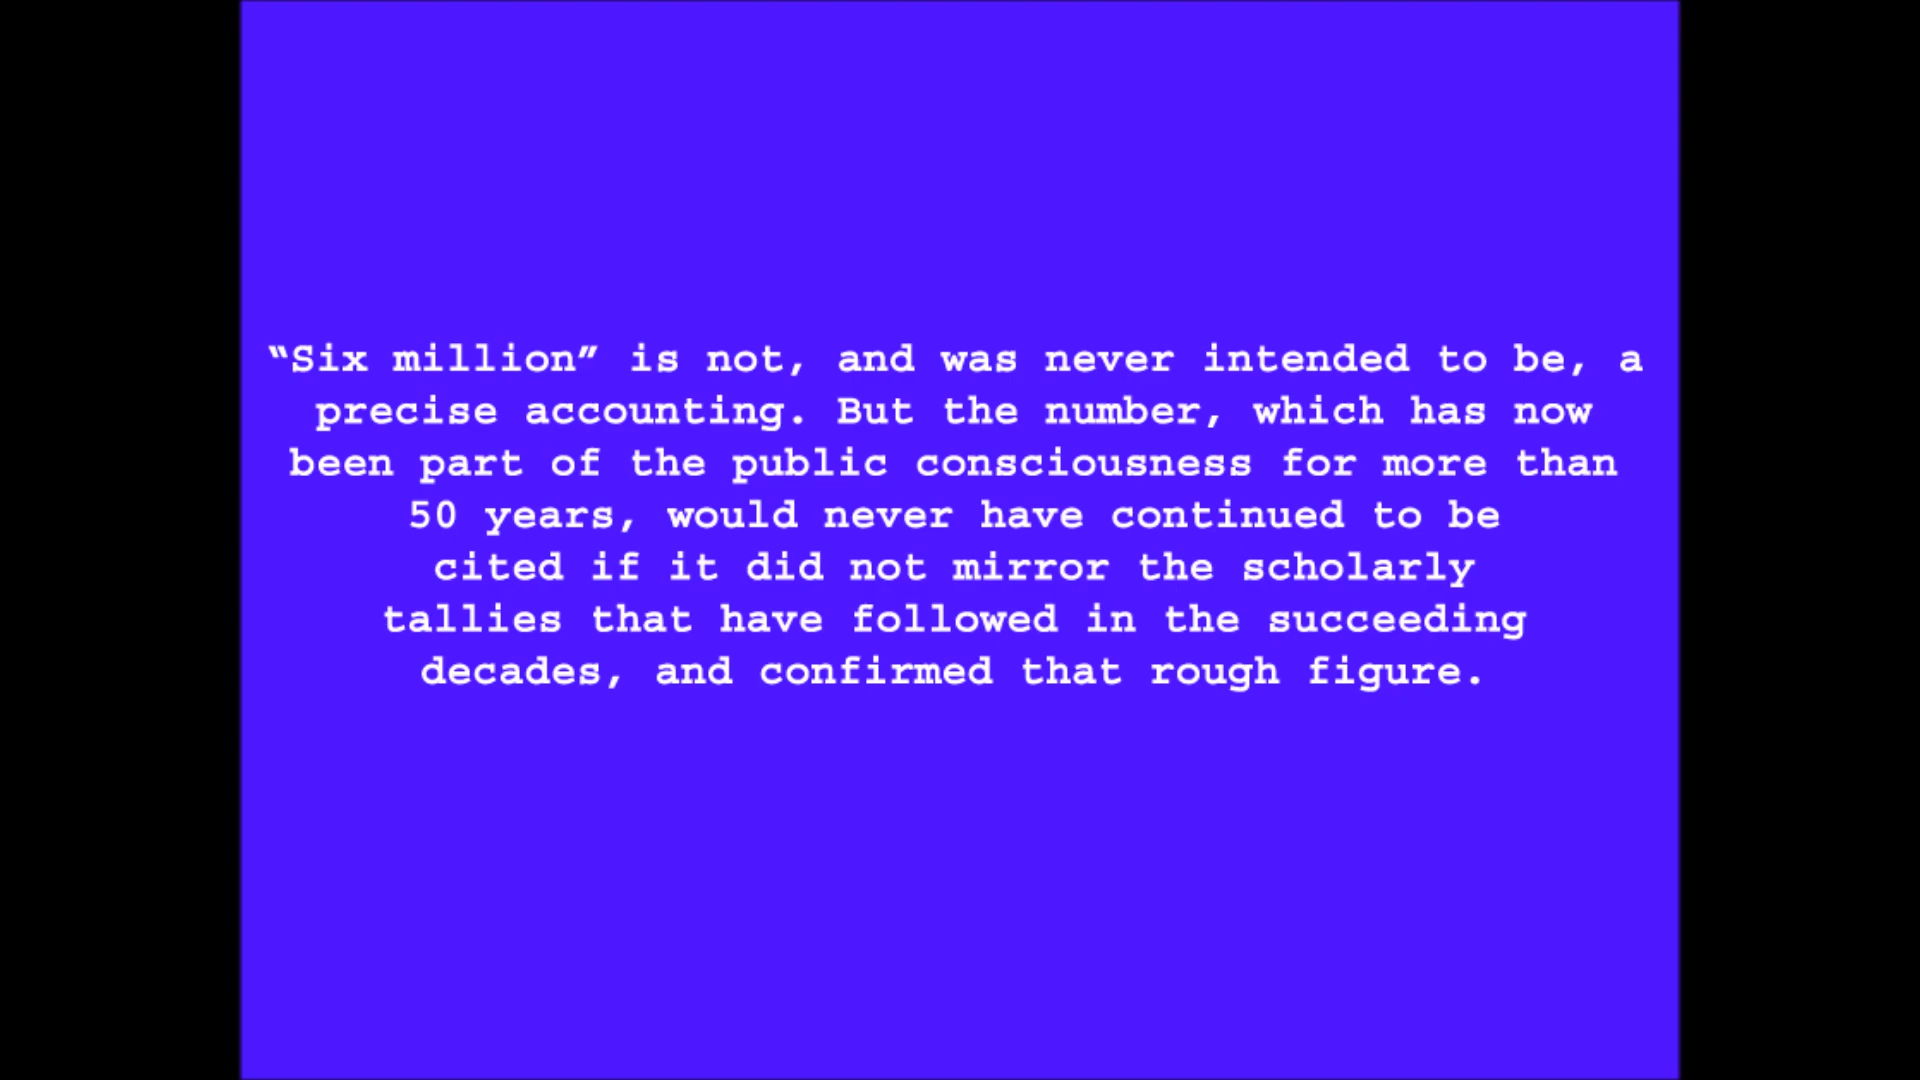 “Six million” is not, and was never intended to be, a
precise accounting. But the number, which has now
been part of the public consciousness for more than
50 years, would never have continued to be
cited if it did not mirror the scholarly
tallies that have followed in the succeeding
decades, and confirmed that rough figure.